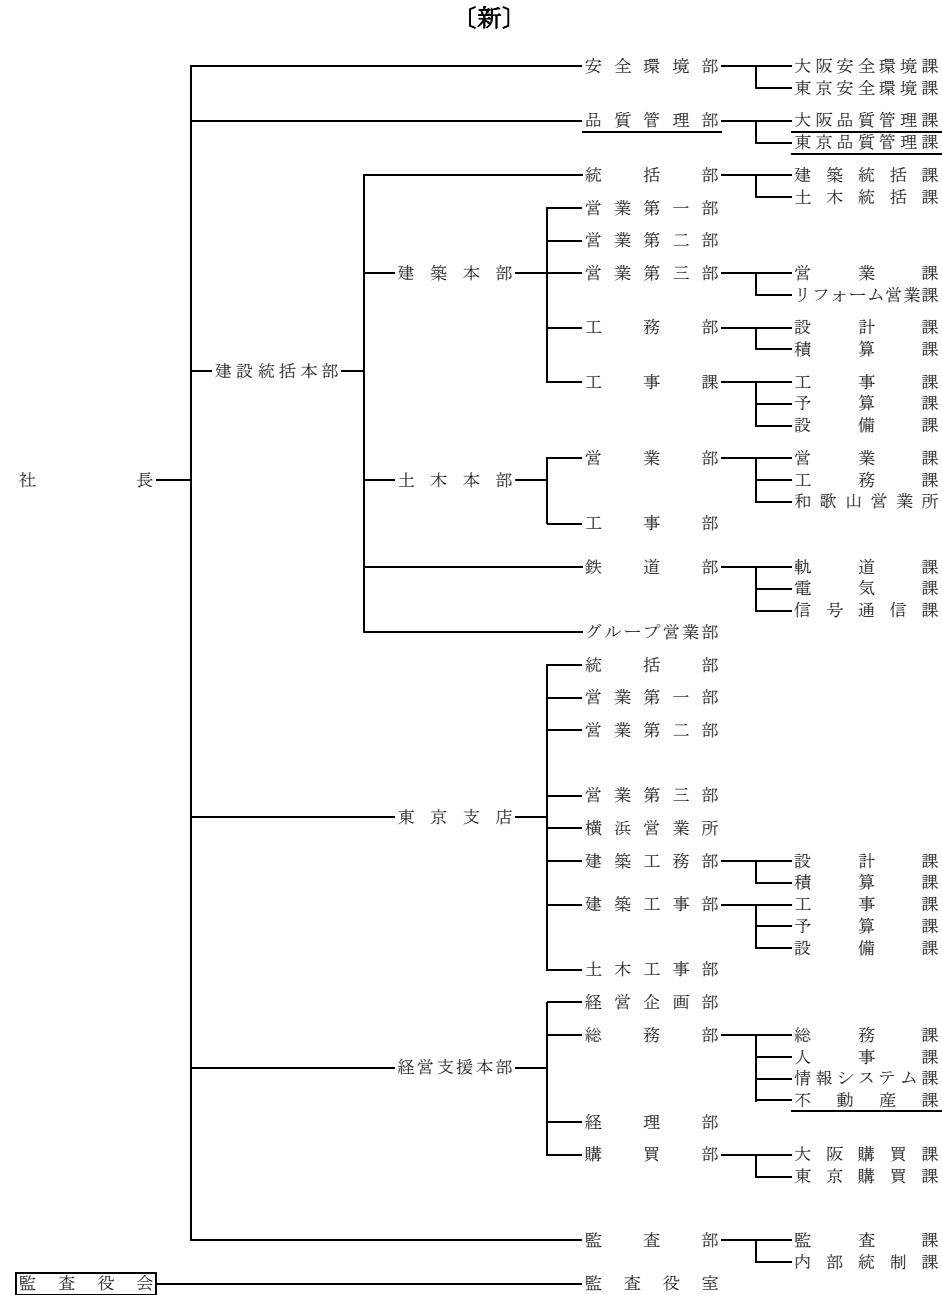 〔新〕
安全環境部 大阪安全環境課
東京安全環境課
品質管理部 大阪品質管理課
東京品質管理課
統括部 建築統括課
土木統括課
営業第一部
営業第二部
建築本部 営業第三部 営業課
リフォーム営業課
工務部 設計課
積算課
建設統括本部
工事課 工事課
予算課
設備課
営業部 営業課
社長 土木本部 工務課
和歌山営業所
工事部
鉄道部 軌道課
電気課
信号通信課
グループ営業部
統括部
営業第一部
営業第二部
営業第三部
東京支店
横浜営業所
建築工務部 設計課
積算課
建築工事部 工事課
予算課
設備課
土木工事部
経営企画部
総務部 総務課
人事課
経営支援本部
情報システム課
不動産課
経理部
購買部 大阪購買課
東京購買課
監査部 監査課
内部統制課
監査役会 監査役室